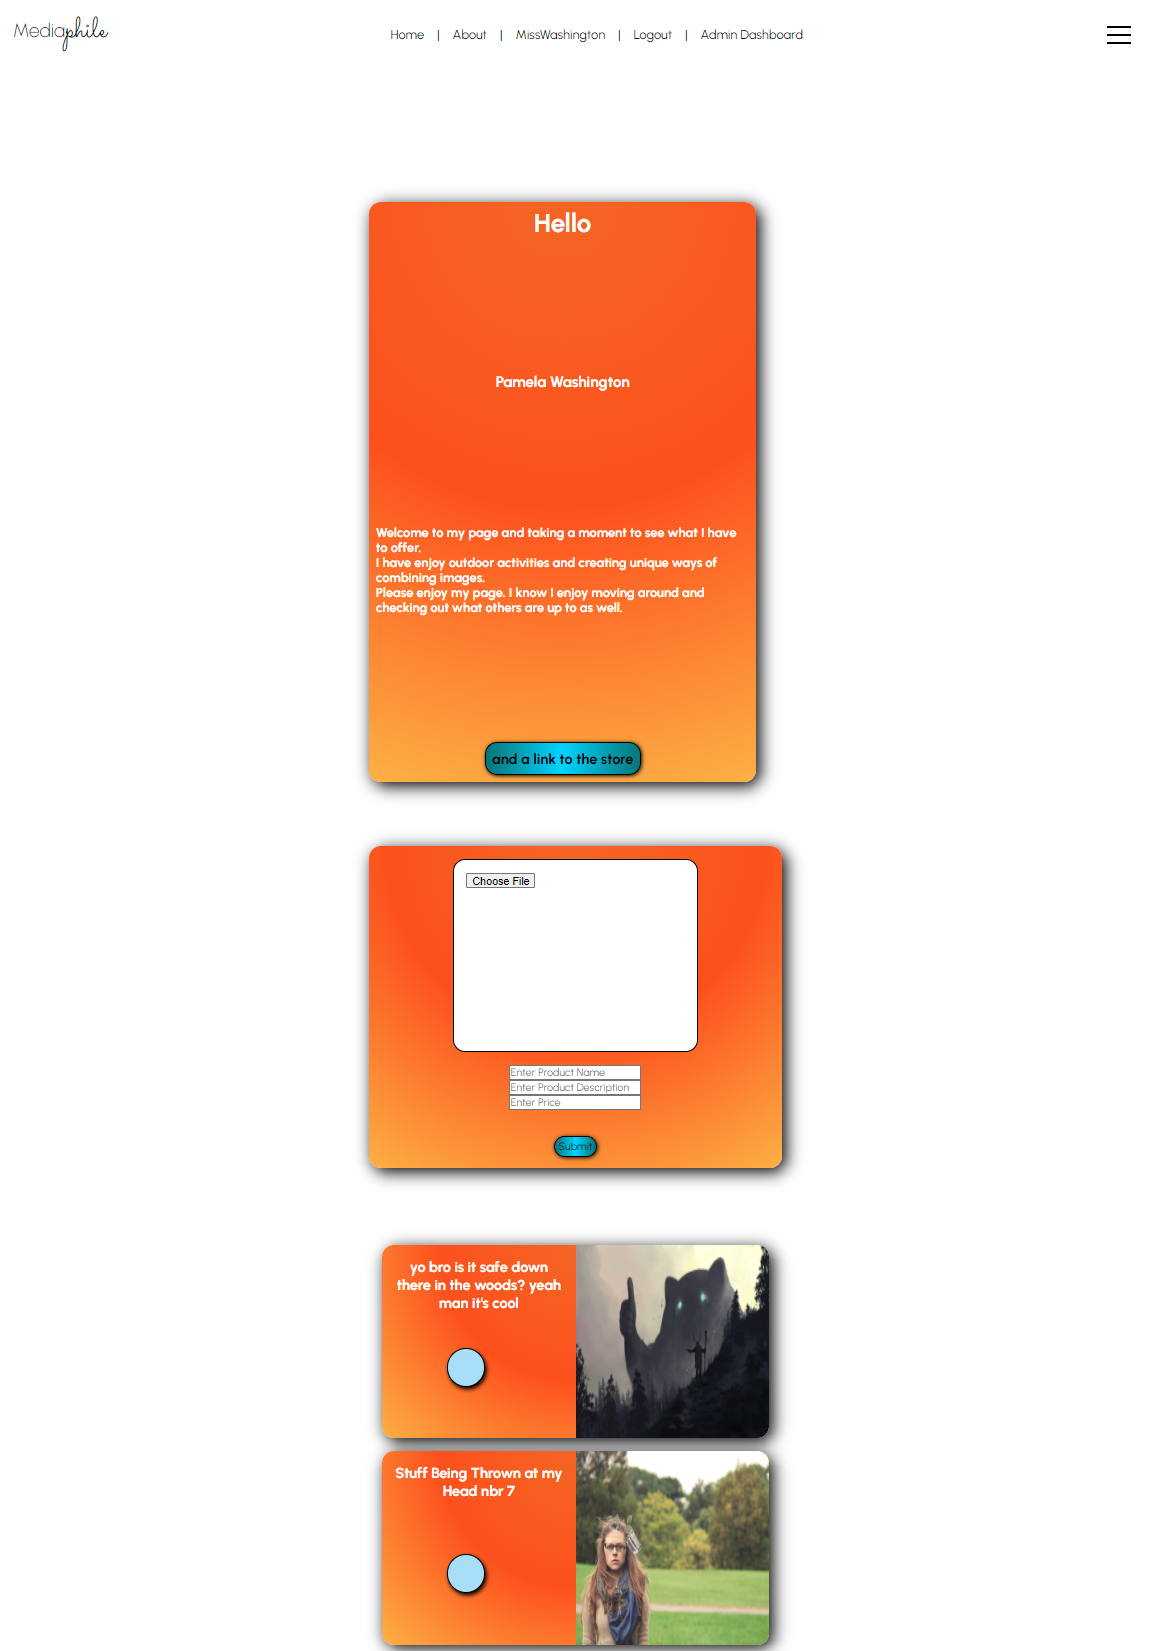 Mediaphile
Home | About | MissWashington | Logout | Admin Dashboard
Hello
Pamela Washington
Welcome to my page and taking a moment to see what I have
to offer.
I have enjoy outdoor activities and creating unique ways of
combining images.
Please enjoy my page. I know I enjoy moving around and
checking out what others are up to as well.
and a link to the store
Choose File
Enter Product Name
Enter Product Description
Enter Price
Submit
yo bro is it safe down
there in the woods? yeah
man it's cool
Stuff Being Thrown at my
Head nbr 7